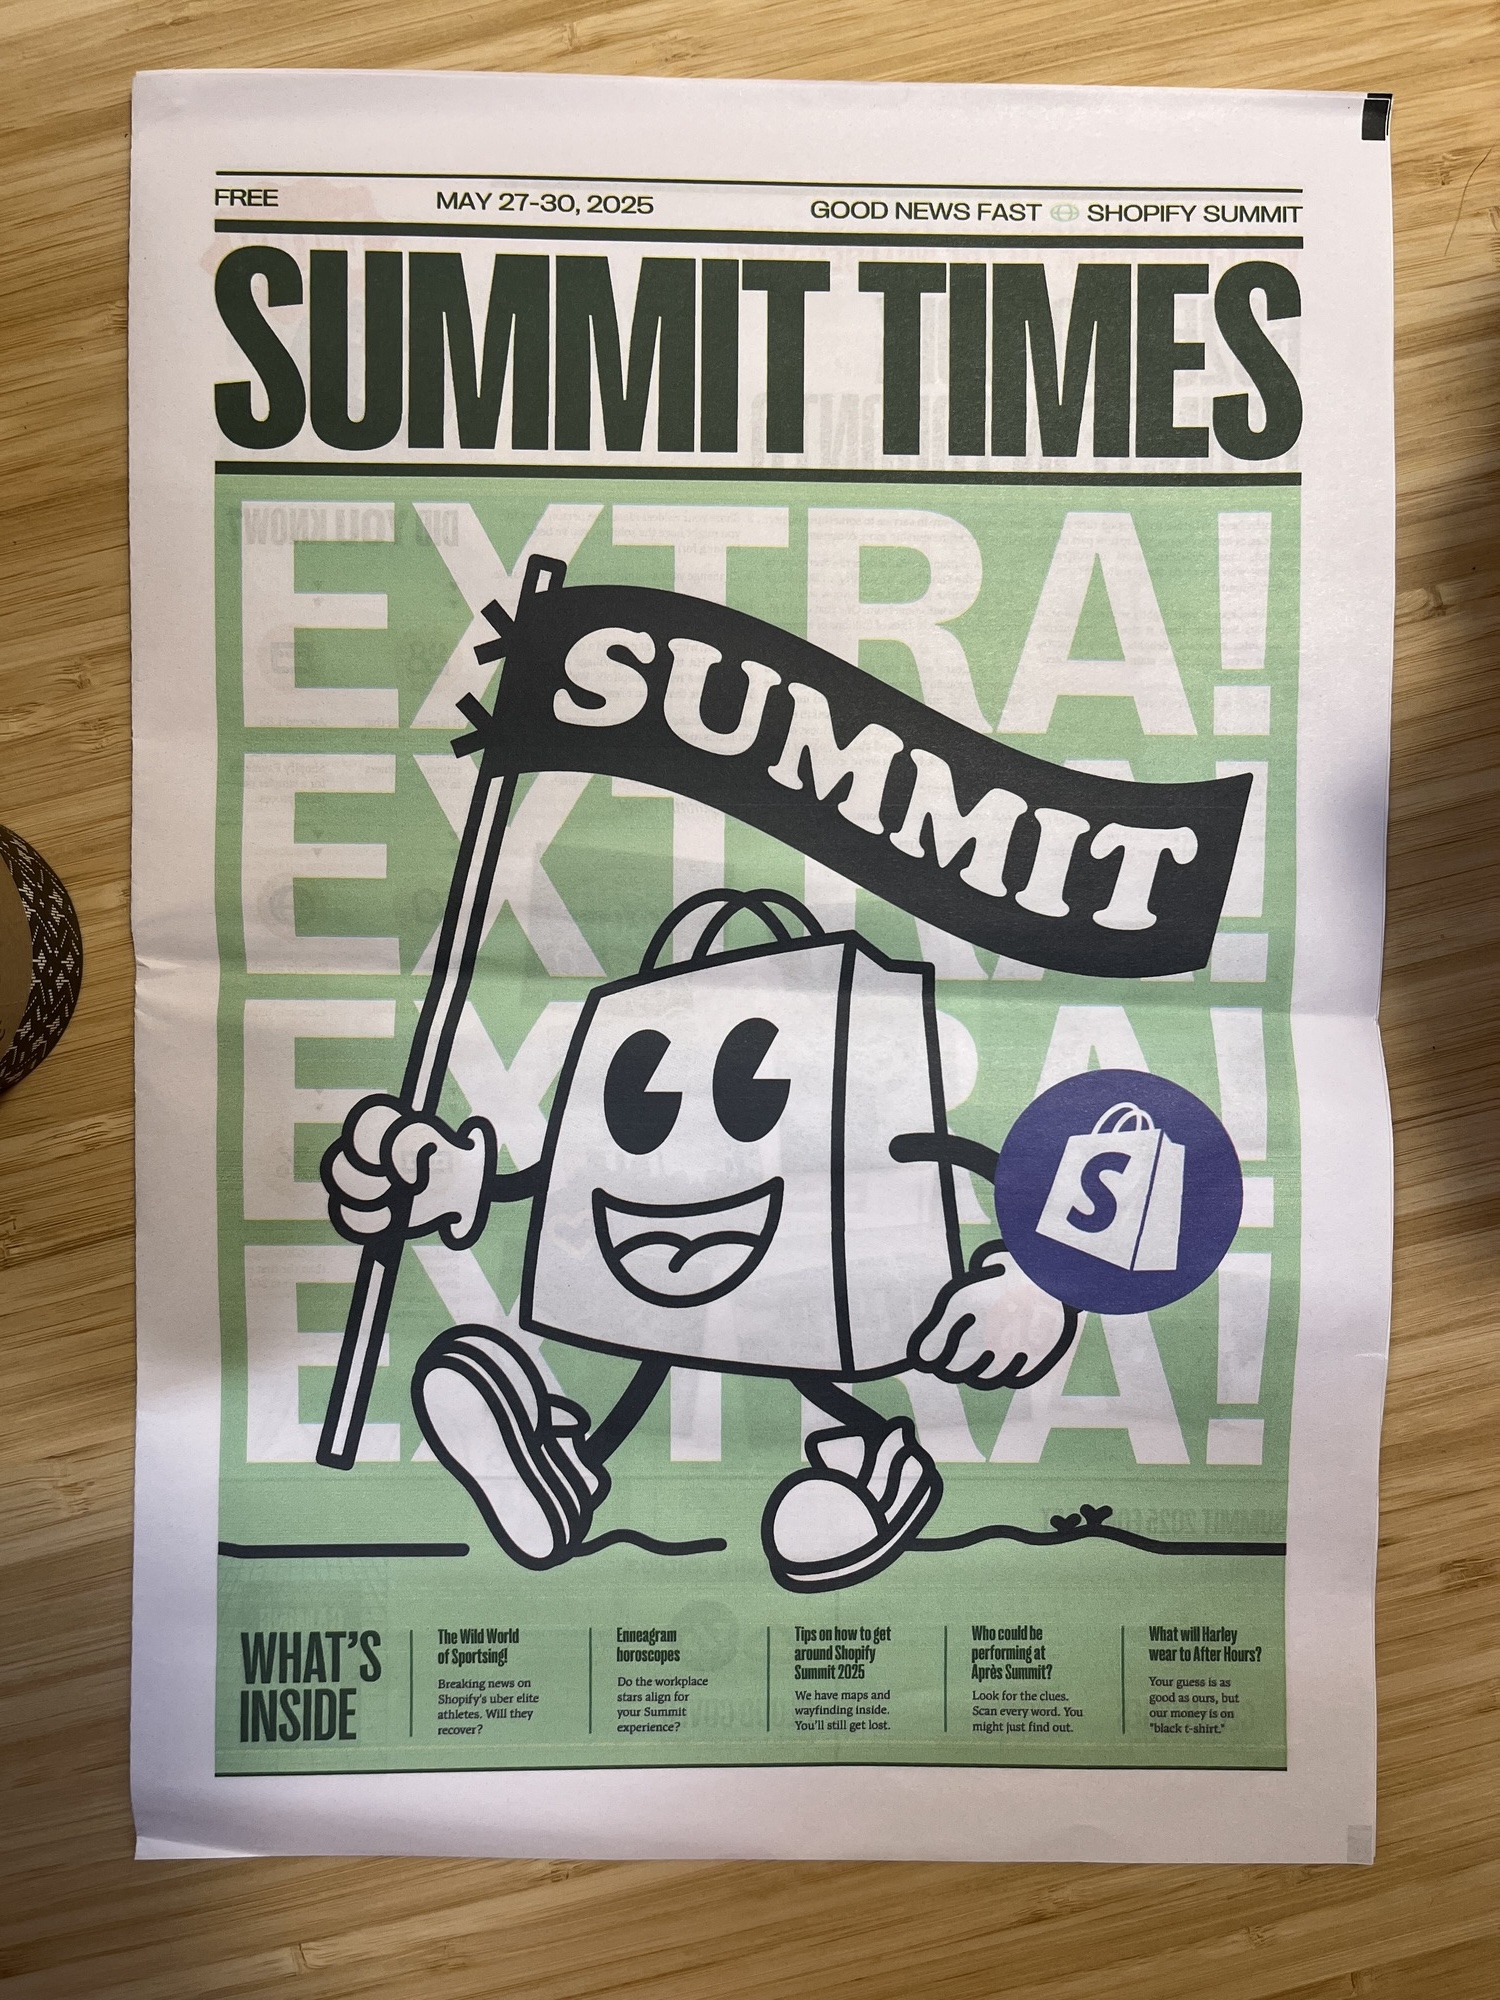 FREE
MAY 27-30, 2025
GOOD NEWS FAST SHOPIFY SUMMIT
SUMMIT TIMES
EXTRA!
EXTRA!
EXTRA!
EXTRA!
SUMMIT
S
WHAT'S
INSIDE
The Wild World
of Sportsing!
Breaking news on
Shopify's uber elite
athletes. Will they
recover?
Enneagram
horoscopes
Do the workplace
stars align for
your Summit
experience?
Tips on how to get
around Shopify
Summit 2025
We have maps and
wayfinding inside.
You'll still get lost.
Who could be
performing at
Après Summit?
Look for the clues.
Scan every word. You
might just find out.
What will Harley
wear to After Hours?
Your guess is as
good as ours, but
our money is on
"black t-shirt."